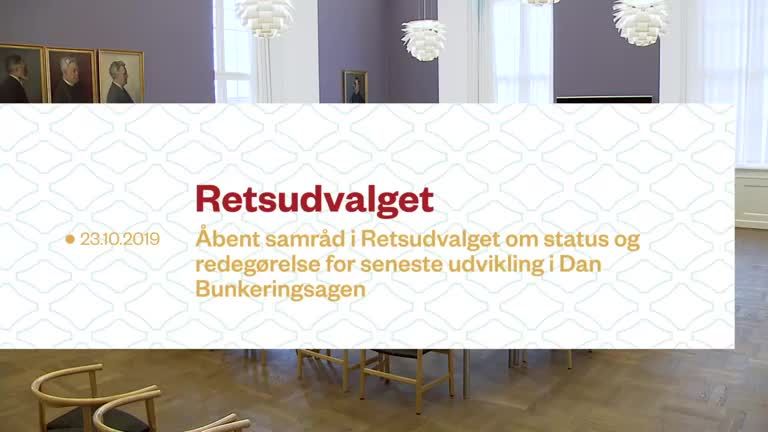 Retsudvalget
23.10.2019
Åbent samråd i Retsudvalget om status og
redegørelse for seneste udvikling i Dan
Bunkeringsagen